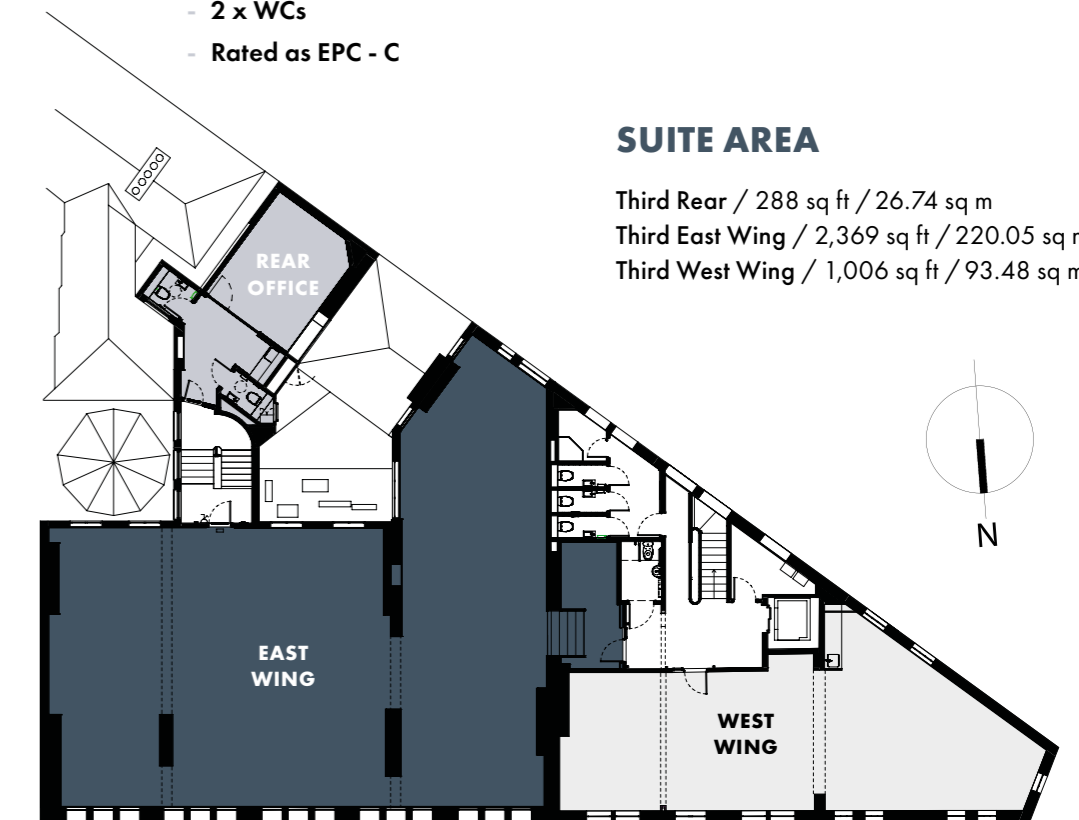 - 2 x WCs
- Rated as EPC - C
SUITE AREA
Third Rear / 288 sq ft / 26.74 sq m
Third East Wing / 2,369 sq ft / 220.05 sq m
Third West Wing / 1,006 sq ft / 93.48 sq m
REAR
OFFICE
N
EAST
WING
WEST
WING